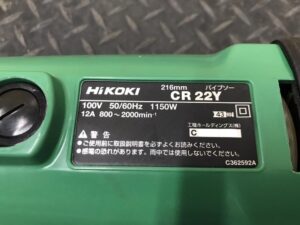 HiKOKI
216mm パイプソー
CR 22Y
100V 50/60Hz 1150W
12A 800〜2000min⁻¹
43
工機ホールディングス(株)
C
⚠ 警告
●ご使用前に取扱説明書を必ずよくお読みください。
●感電の恐れがあります。雨中では使用しないでください。
C362592A